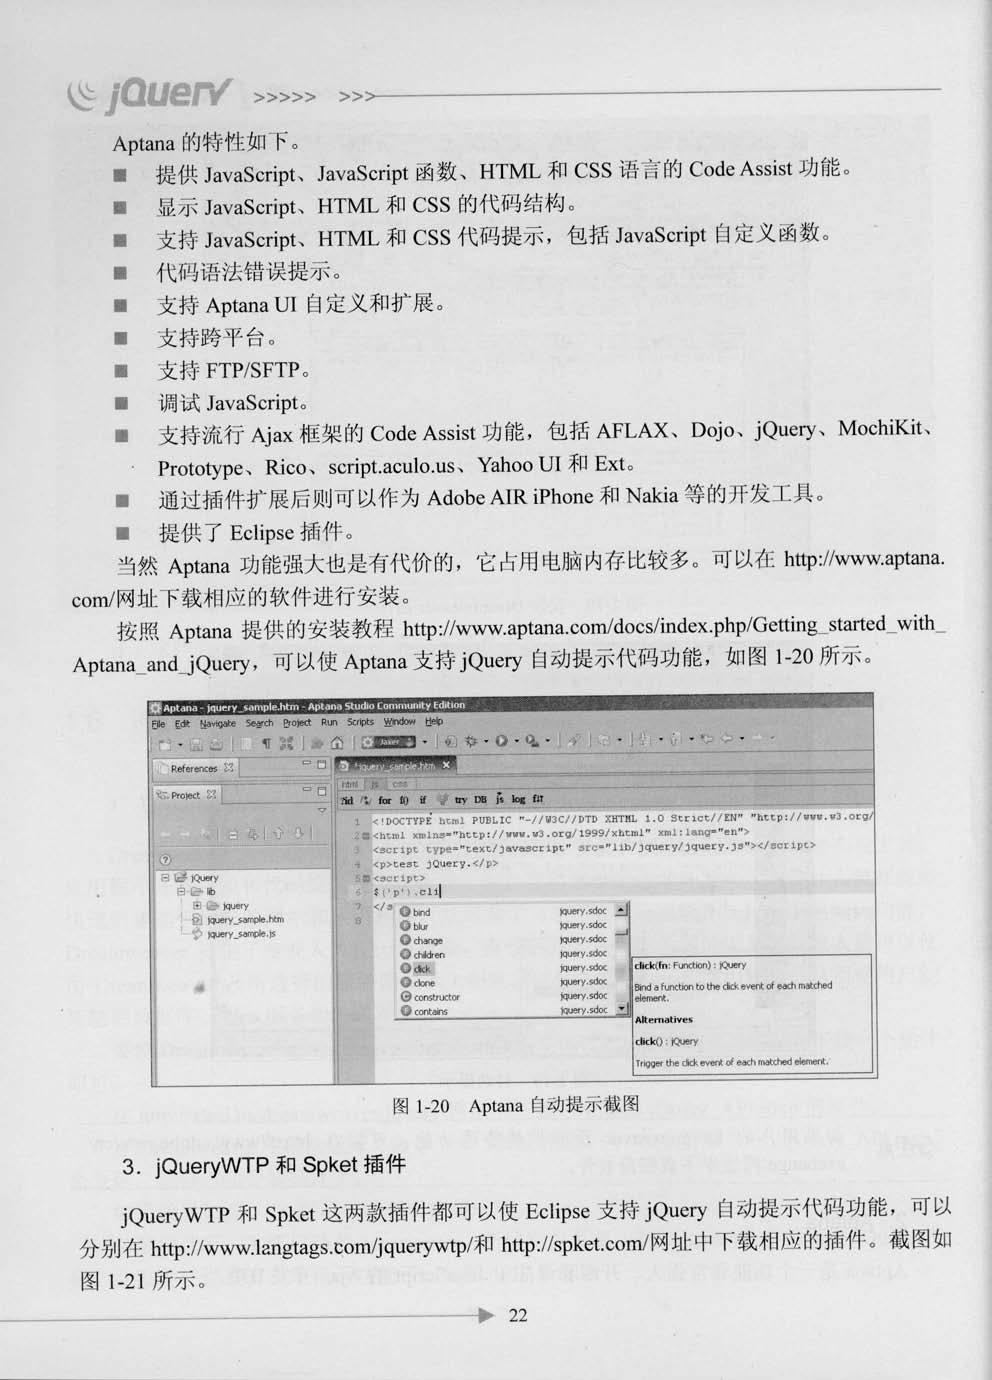 jQuery >>>>> >>>
Aptana 的特性如下。
■ 提供 JavaScript、JavaScript 函数、HTML 和 CSS 语言的 Code Assist 功能。
■ 显示 JavaScript、HTML 和 CSS 的代码结构。
■ 支持 JavaScript、HTML 和 CSS 代码提示，包括 JavaScript 自定义函数。
■ 代码语法错误提示。
■ 支持 Aptana UI 自定义和扩展。
■ 支持跨平台。
■ 支持 FTP/SFTP。
■ 调试 JavaScript。
■ 支持流行 Ajax 框架的 Code Assist 功能，包括 AFLAX、Dojo、jQuery、MochiKit、
Prototype、Rico、script.aculo.us、Yahoo UI 和 Ext。
■ 通过插件扩展后则可以作为 Adobe AIR iPhone 和 Nakia 等的开发工具。
■ 提供了 Eclipse 插件。
当然 Aptana 功能强大也是有代价的，它占用电脑内存比较多。可以在 http://www.aptana.
com/网址下载相应的软件进行安装。
按照 Aptana 提供的安装教程 http://www.aptana.com/docs/index.php/Getting_started_with_
Aptana_and_jQuery，可以使 Aptana 支持 jQuery 自动提示代码功能，如图 1-20 所示。
Aptana - jquery_sample.htm - Aptana Studio Community Edition
File Edit Navigate Search Project Run Scripts Window Help
Jaxer
References
*jquery_sample.htm
html js css
Project
?id for f() if try DB js log
1 <!DOCTYPE html PUBLIC "-//W3C//DTD XHTML 1.0 Strict//EN" "http://www.w3.org/
2 <html xmlns="http://www.w3.org/1999/xhtml" xml:lang="en">
3 <script type="text/javascript" src="lib/jquery/jquery.js"></script>
4 <p>test jQuery.</p>
5 <script>
6 $('p').cli
7 </s
8
jQuery
lib
jquery
jquery_sample.htm
jquery_sample.js
bind jquery.sdoc
blur jquery.sdoc
change jquery.sdoc
children jquery.sdoc
click jquery.sdoc
clone jquery.sdoc
constructor jquery.sdoc
contains jquery.sdoc
click(fn: Function) : jQuery
Bind a function to the click event of each matched
element.
Alternatives
click() : jQuery
Trigger the click event of each matched element.
图 1-20 Aptana 自动提示截图
3．jQueryWTP 和 Spket 插件
jQueryWTP 和 Spket 这两款插件都可以使 Eclipse 支持 jQuery 自动提示代码功能，可以
分别在 http://www.langtags.com/jquerywtp/和 http://spket.com/网址中下载相应的插件。截图如
图 1-21 所示。
22